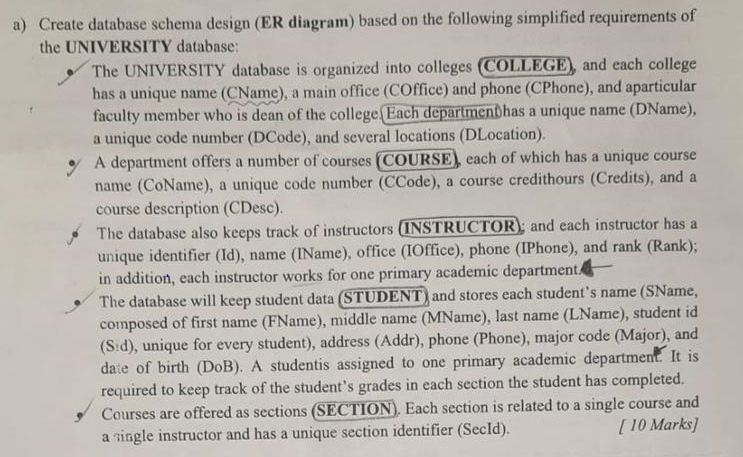 a) Create database schema design (ER diagram) based on the following simplified requirements of
the UNIVERSITY database:
The UNIVERSITY database is organized into colleges (COLLEGE), and each college
has a unique name (CName), a main office (COffice) and phone (CPhone), and aparticular
faculty member who is dean of the college. Each department has a unique name (DName),
a unique code number (DCode), and several locations (DLocation).
A department offers a number of courses (COURSE), each of which has a unique course
name (CoName), a unique code number (CCode), a course credithours (Credits), and a
course description (CDesc).
The database also keeps track of instructors (INSTRUCTOR); and each instructor has a
unique identifier (Id), name (IName), office (IOffice), phone (IPhone), and rank (Rank);
in addition, each instructor works for one primary academic department.
The database will keep student data (STUDENT) and stores each student's name (SName,
composed of first name (FName), middle name (MName), last name (LName), student id
(Sid), unique for every student), address (Addr), phone (Phone), major code (Major), and
date of birth (DoB). A studentis assigned to one primary academic department. It is
required to keep track of the student's grades in each section the student has completed.
Courses are offered as sections (SECTION). Each section is related to a single course and
a single instructor and has a unique section identifier (SecId). [ 10 Marks]